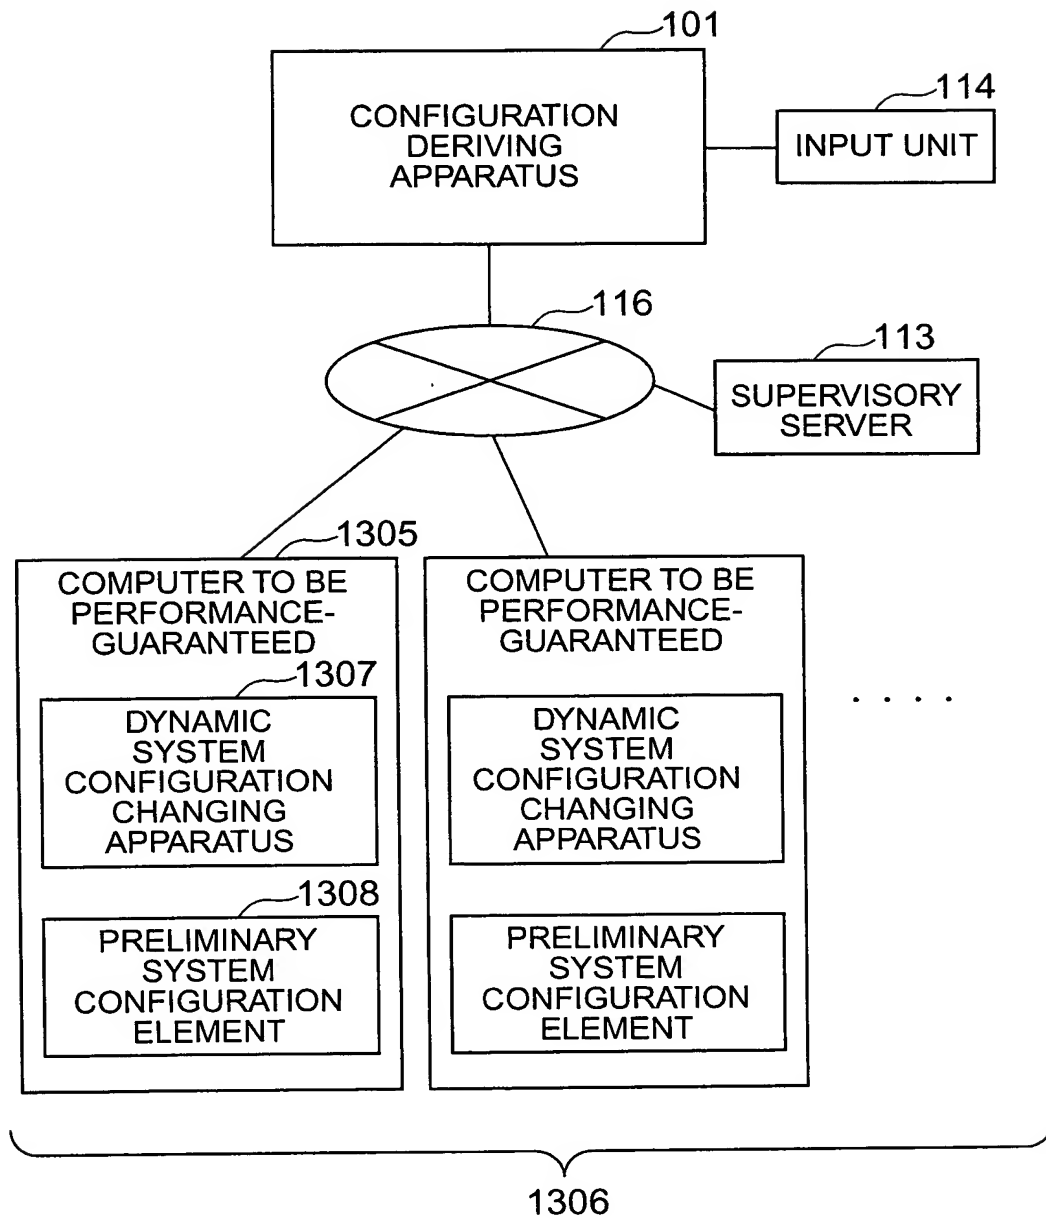 101
CONFIGURATION
DERIVING
APPARATUS
114
INPUT UNIT
116
113
SUPERVISORY
SERVER
1305
COMPUTER TO BE
PERFORMANCE-
GUARANTEED
1307
DYNAMIC
SYSTEM
CONFIGURATION
CHANGING
APPARATUS
1308
PRELIMINARY
SYSTEM
CONFIGURATION
ELEMENT
COMPUTER TO BE
PERFORMANCE-
GUARANTEED
DYNAMIC
SYSTEM
CONFIGURATION
CHANGING
APPARATUS
PRELIMINARY
SYSTEM
CONFIGURATION
ELEMENT
. . . .
1306